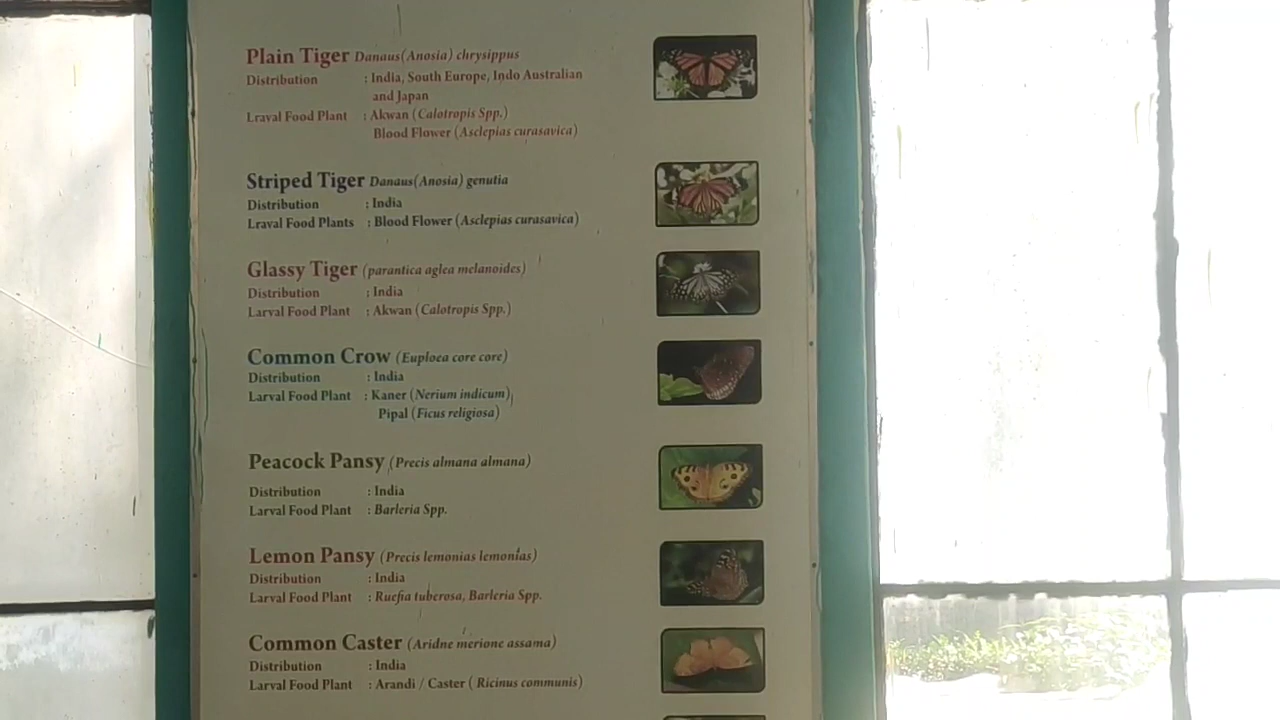 Plain Tiger Danaus(Anosia) chrysippus
Distribution : India, South Europe, Indo Australian
and Japan
Lraval Food Plant : Akwan (Calotropis Spp.)
Blood Flower (Asclepias curasavica)
Striped Tiger Danaus(Anosia) genutia
Distribution : India
Lraval Food Plants : Blood Flower (Asclepias curasavica)
Glassy Tiger (parantica aglea melanoides)
Distribution : India
Larval Food Plant : Akwan (Calotropis Spp.)
Common Crow (Euploea core core)
Distribution : India
Larval Food Plant : Kaner (Nerium indicum)
Pipal (Ficus religiosa)
Peacock Pansy (Precis almana almana)
Distribution : India
Larval Food Plant : Barleria Spp.
Lemon Pansy (Precis lemonias lemonias)
Distribution : India
Larval Food Plant : Ruefia tuberosa, Barleria Spp.
Common Caster (Aridne merione assama)
Distribution : India
Larval Food Plant : Arandi / Caster ( Ricinus communis)